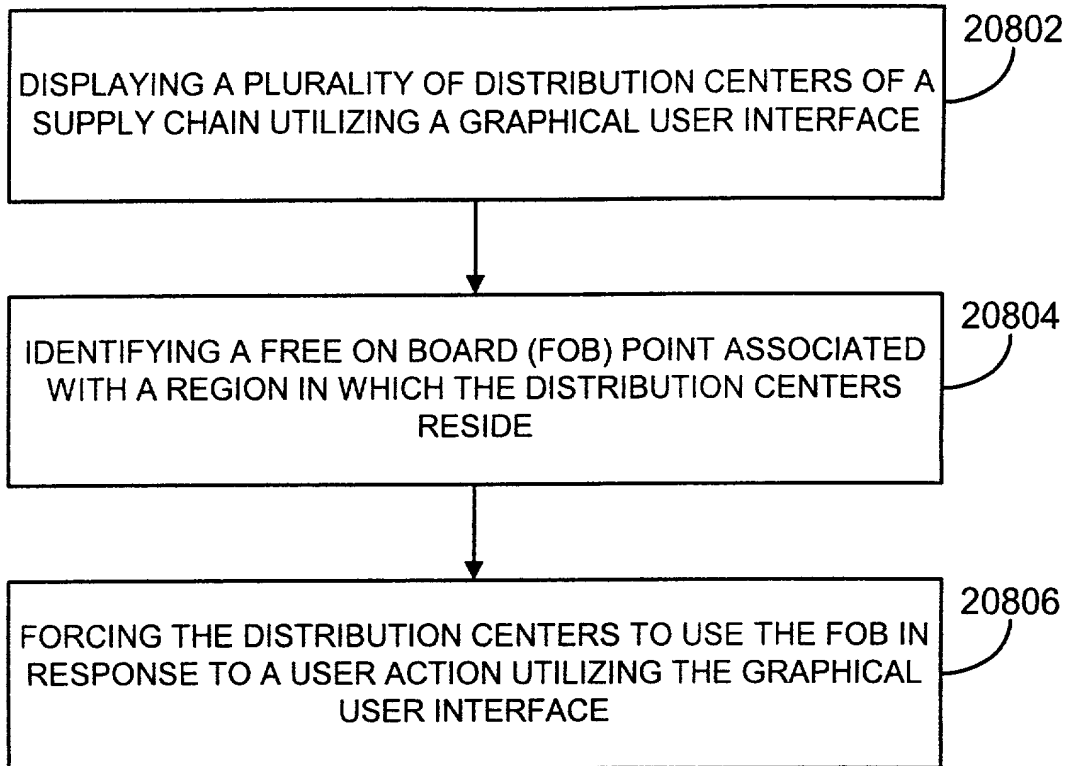 20802
DISPLAYING A PLURALITY OF DISTRIBUTION CENTERS OF A
SUPPLY CHAIN UTILIZING A GRAPHICAL USER INTERFACE
20804
IDENTIFYING A FREE ON BOARD (FOB) POINT ASSOCIATED
WITH A REGION IN WHICH THE DISTRIBUTION CENTERS
RESIDE
20806
FORCING THE DISTRIBUTION CENTERS TO USE THE FOB IN
RESPONSE TO A USER ACTION UTILIZING THE GRAPHICAL
USER INTERFACE